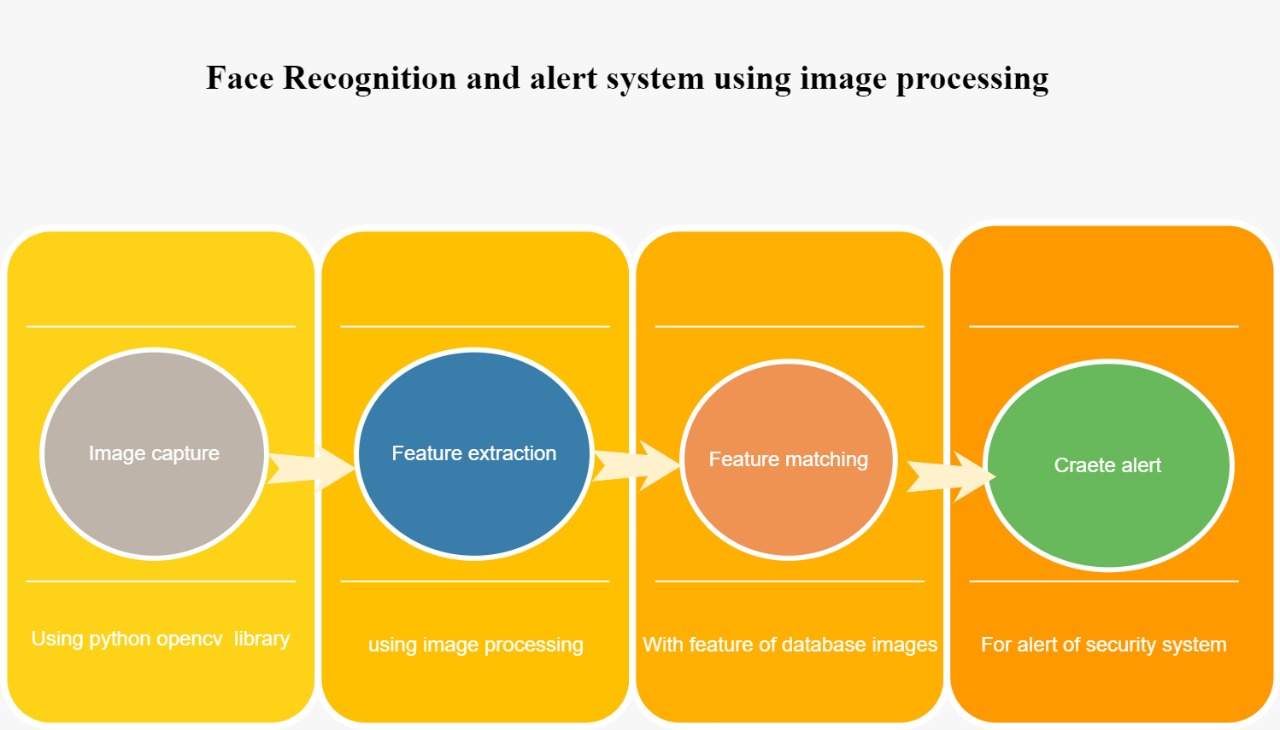 Face Recognition and alert system using image processing
Image capture
Feature extraction
Feature matching
Craete alert
Using python opencv  library
using image processing
With feature of database images
For alert of security system